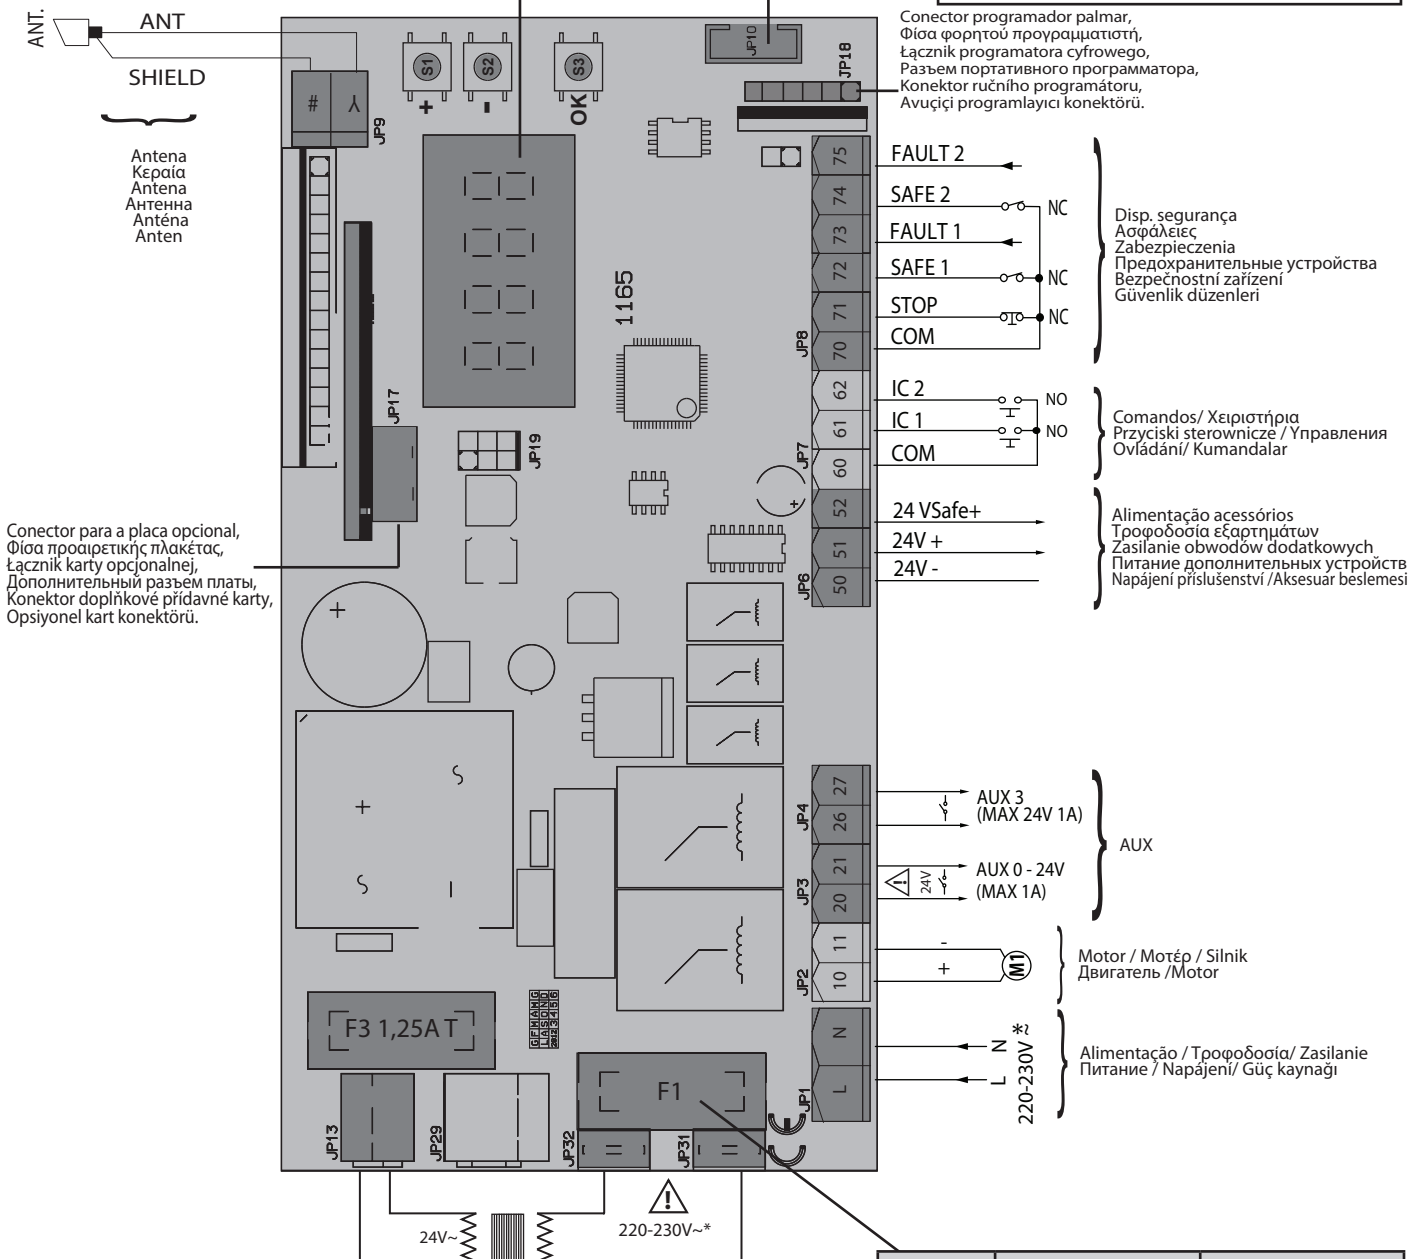 ANT.
ANT
SHIELD
Antena
Κεραία
Antena
Антенна
Anténa
Anten
#
JP9
S1
S2
S3
+
-
OK
JP10
JP18
Conector programador palmar,
Φίσα φορητού προγραμματιστή,
Łącznik programatora cyfrowego,
Разъем портативного программатора,
Konektor ručního programátoru,
Avuçiçi programlayıcı konektörü.
75
74
73
72
71
70
JP8
FAULT 2
SAFE 2
NC
FAULT 1
SAFE 1
NC
STOP
NC
COM
Disp. segurança
Ασφάλειες
Zabezpieczenia
Предохранительные устройства
Bezpečnostní zařízení
Güvenlik düzenleri
1165
JP17
JP19
62
61
60
JP7
IC 2
NO
IC 1
NO
COM
Comandos/ Χειριστήρια
Przyciski sterownicze / Управления
Ovládání/ Kumandalar
52
51
50
JP6
24 VSafe+
24V +
24V -
Alimentação acessórios
Τροφοδοσία εξαρτημάτων
Zasilanie obwodów dodatkowych
Питание дополнительных устройств
Napájení příslušenství /Aksesuar beslemesi
Conector para a placa opcional,
Φίσα προαιρετικής πλακέτας,
Łącznik karty opcjonalnej,
Дополнительный разъем платы,
Konektor doplňkové přídavné karty,
Opsiyonel kart konektörü.
+
+
+
-
27
26
JP4
AUX 3
(MAX 24V 1A)
21
20
JP3
24V
AUX 0 - 24V
(MAX 1A)
AUX
11
10
JP2
-
+
M1
Motor / Μοτέρ / Silnik
Двигатель /Motor
N
L
JP1
N
L
220-230V ~*
Alimentação / Τροφοδοσία/ Zasilanie
Питание / Napájení/ Güç kaynağı
F3 1,25A T
G F M A M G
L A S O N D
2012 3 4 5 6
F1
JP13
JP29
JP32
JP31
24V~
220-230V~*